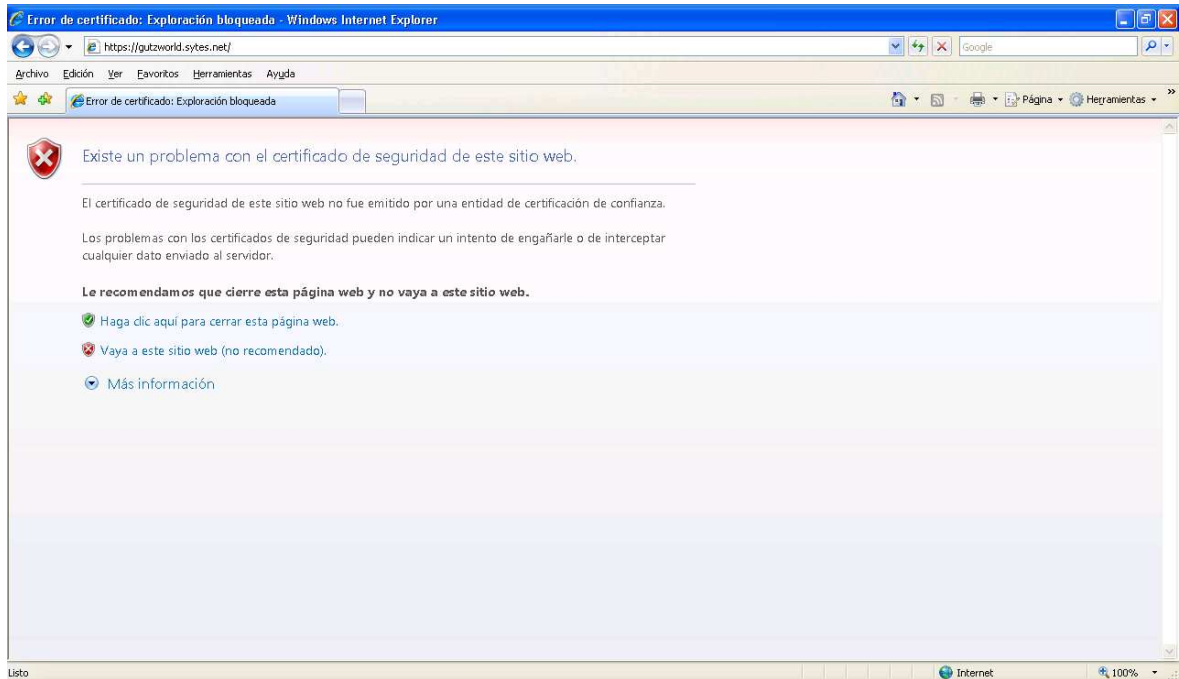 Error de certificado: Exploración bloqueada - Windows Internet Explorer
https://gutzworld.sytes.net/
Google
Archivo Edición Ver Favoritos Herramientas Ayuda
Error de certificado: Exploración bloqueada
Página Herramientas »
Existe un problema con el certificado de seguridad de este sitio web.
El certificado de seguridad de este sitio web no fue emitido por una entidad de certificación de confianza.
Los problemas con los certificados de seguridad pueden indicar un intento de engañarle o de interceptar
cualquier dato enviado al servidor.
Le recomendamos que cierre esta página web y no vaya a este sitio web.
Haga clic aquí para cerrar esta página web.
Vaya a este sitio web (no recomendado).
Más información
Listo
Internet
100%